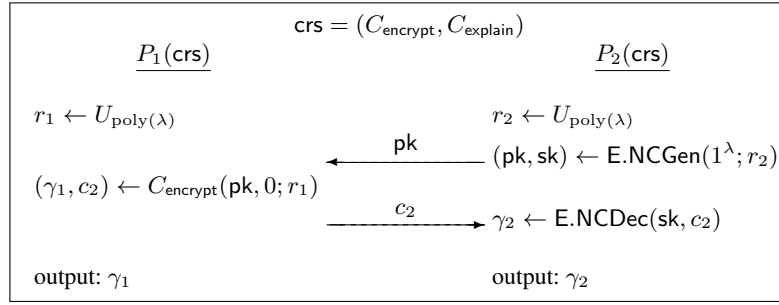 crs = (C_encrypt, C_explain)
P_1(crs) P_2(crs)
r_1 ← U_poly(λ) r_2 ← U_poly(λ)
pk
(pk, sk) ← E.NCGen(1^λ; r_2)
(γ_1, c_2) ← C_encrypt(pk, 0; r_1)
c_2
γ_2 ← E.NCDec(sk, c_2)
output: γ_1 output: γ_2